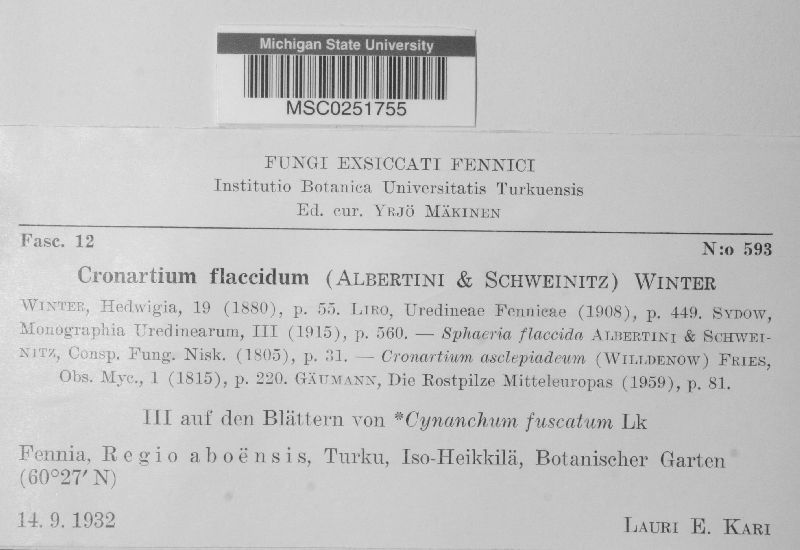 Michigan State University
MSC0251755
FUNGI EXSICCATI FENNICI
Institutio Botanica Universitatis Turkuensis
Ed. cur. YRJÖ MÄKINEN
Fasc. 12
N:o 593
Cronartium flaccidum (ALBERTINI & SCHWEINITZ) WINTER
WINTER, Hedwigia, 19 (1880), p. 55. LIRO, Uredineae Fennicae (1908), p. 449. SYDOW,
Monographia Uredinearum, III (1915), p. 560. — Sphaeria flaccida ALBERTINI & SCHWEI-
NITZ, Consp. Fung. Nisk. (1805), p. 31. — Cronartium asclepiadeum (WILLDENOW) FRIES,
Obs. Myc., 1 (1815), p. 220. GÄUMANN, Die Rostpilze Mitteleuropas (1959), p. 81.
III auf den Blättern von *Cynanchum fuscatum Lk
Fennia, Regio aboënsis, Turku, Iso-Heikkilä, Botanischer Garten
(60°27′ N)
14. 9. 1932
LAURI E. KARI